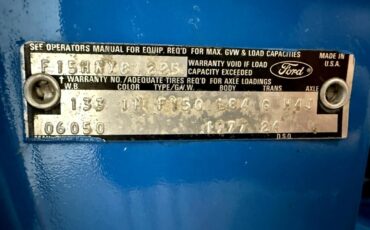 SEE OPERATORS MANUAL FOR EQUIP. REQ'D FOR MAX. GVW & LOAD CAPACITIES
MADE IN U.S.A.
WARRANTY VOID IF LOAD CAPACITY EXCEEDED
Ford
† WARRANTY NO./ADEQUATE TIRES REQ'D FOR AXLE LOADINGS
W.B. COLOR TYPE/G.V.W. BODY TRANS AXLE
133 F150
06050 1977
D.S.O.